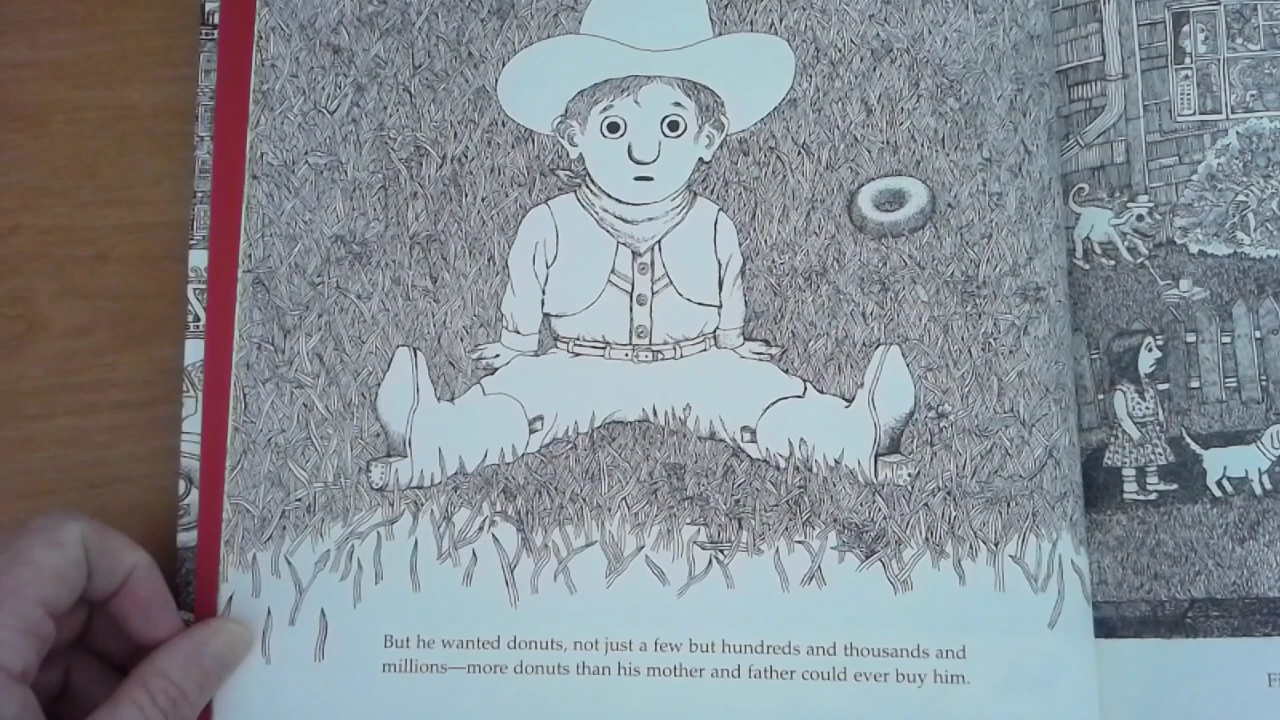 But he wanted donuts, not just a few but hundreds and thousands and
millions—more donuts than his mother and father could ever buy him.